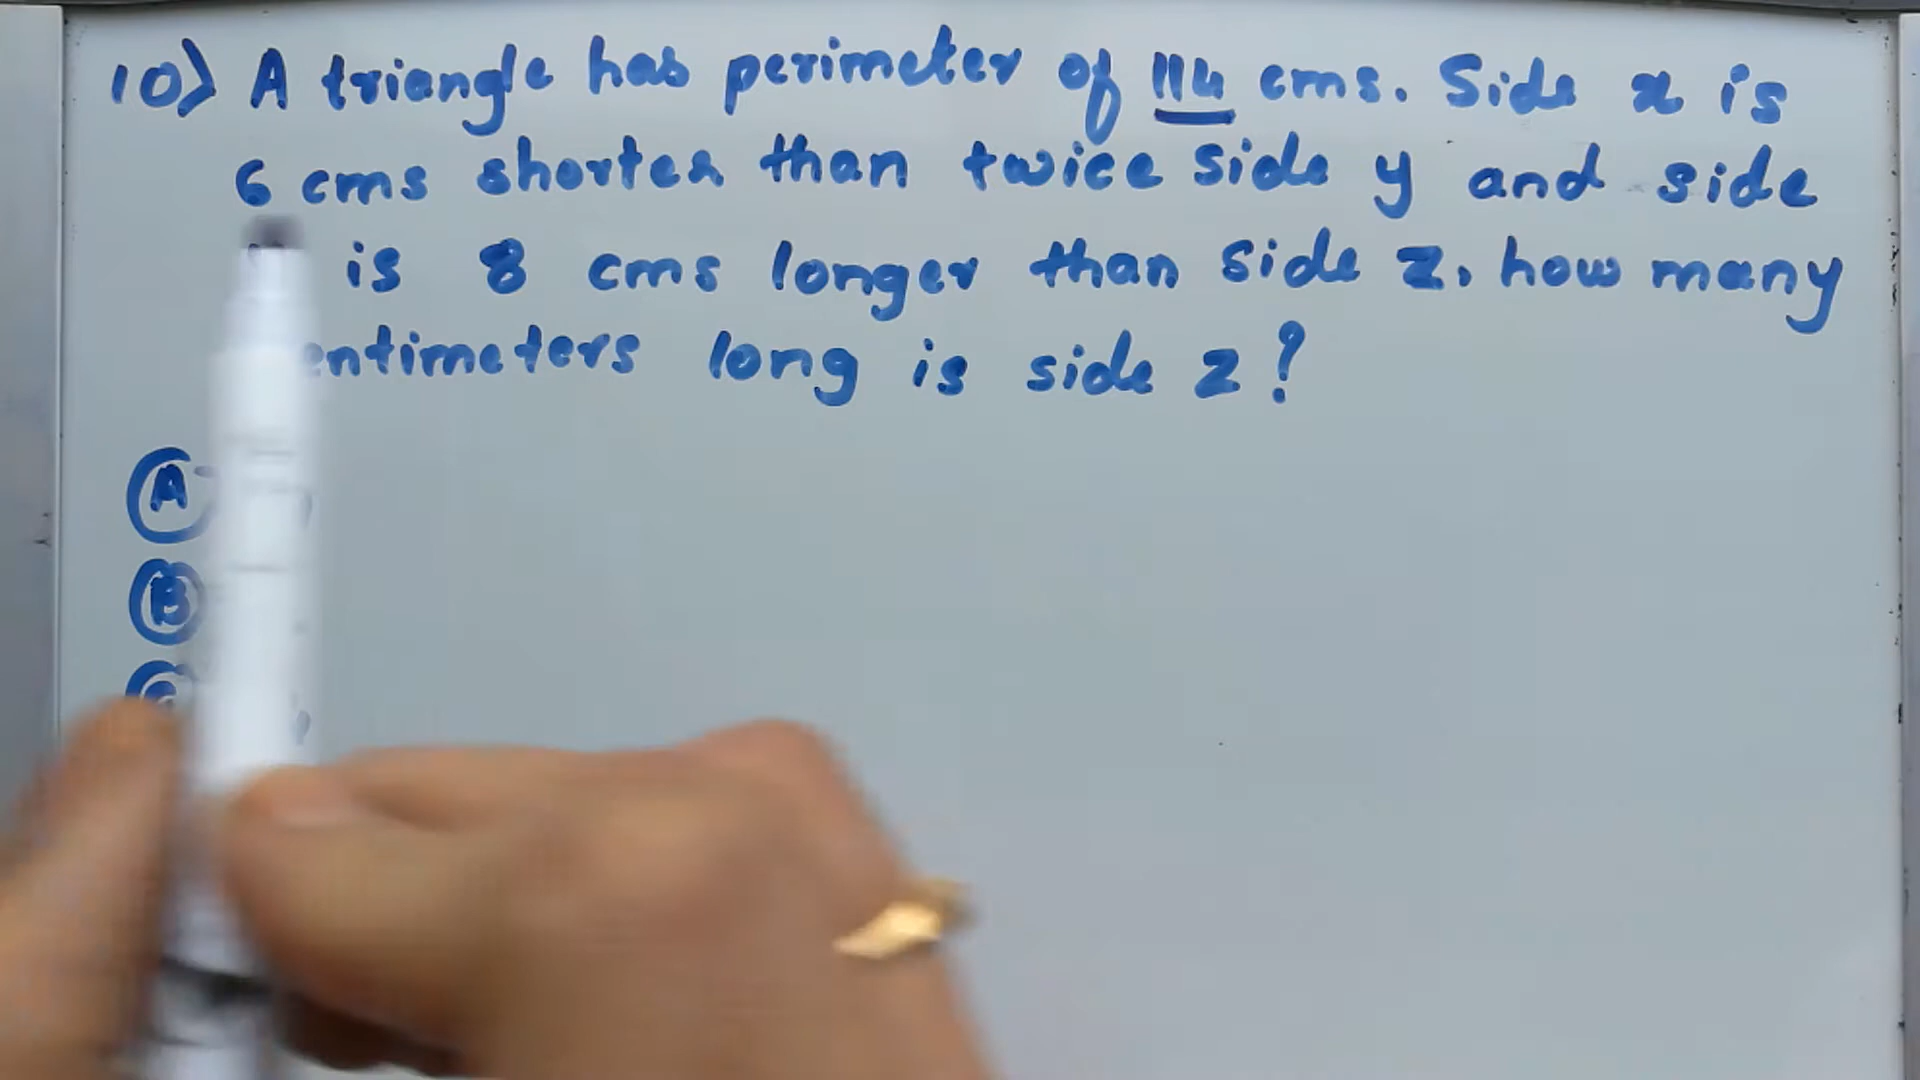 10) A triangle has perimeter of 114 cms. Side x is
6 cms shorter than twice side y and side
is 8 cms longer than side z, how many
entimeters long is side z?
A
B
C